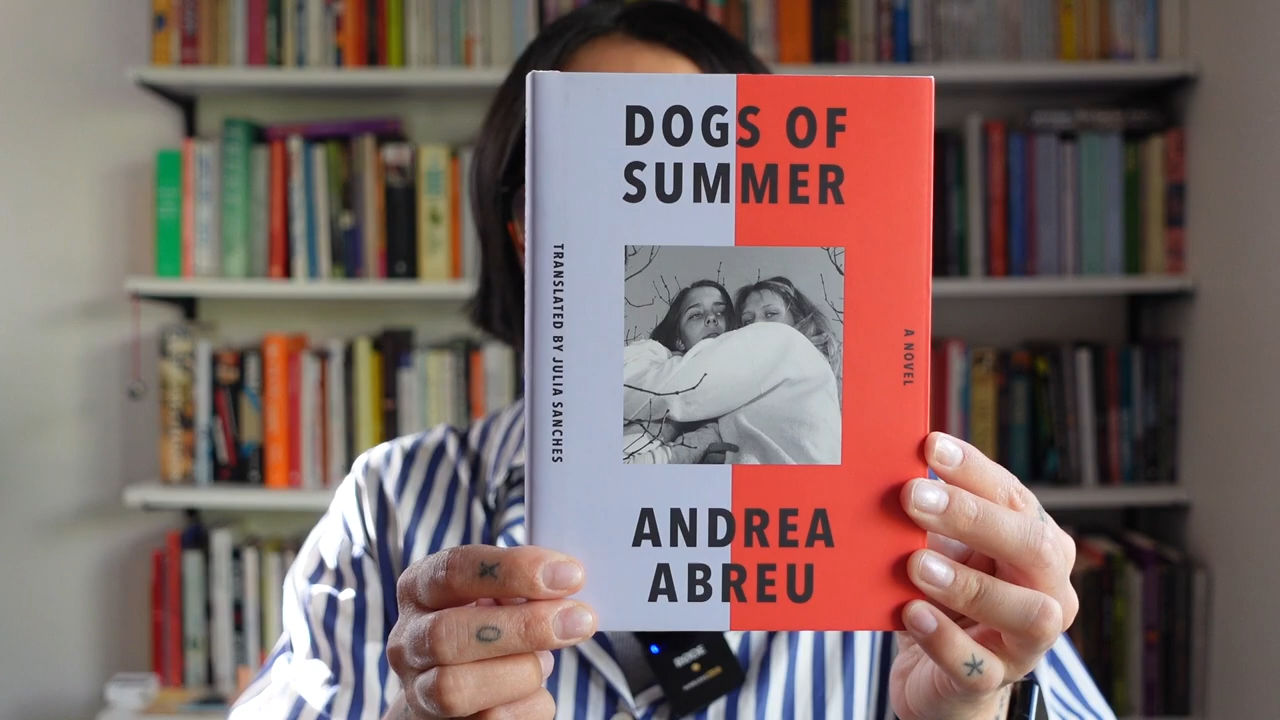 DOGS OF
SUMMER
TRANSLATED BY JULIA SANCHES
A NOVEL
ANDREA
ABREU